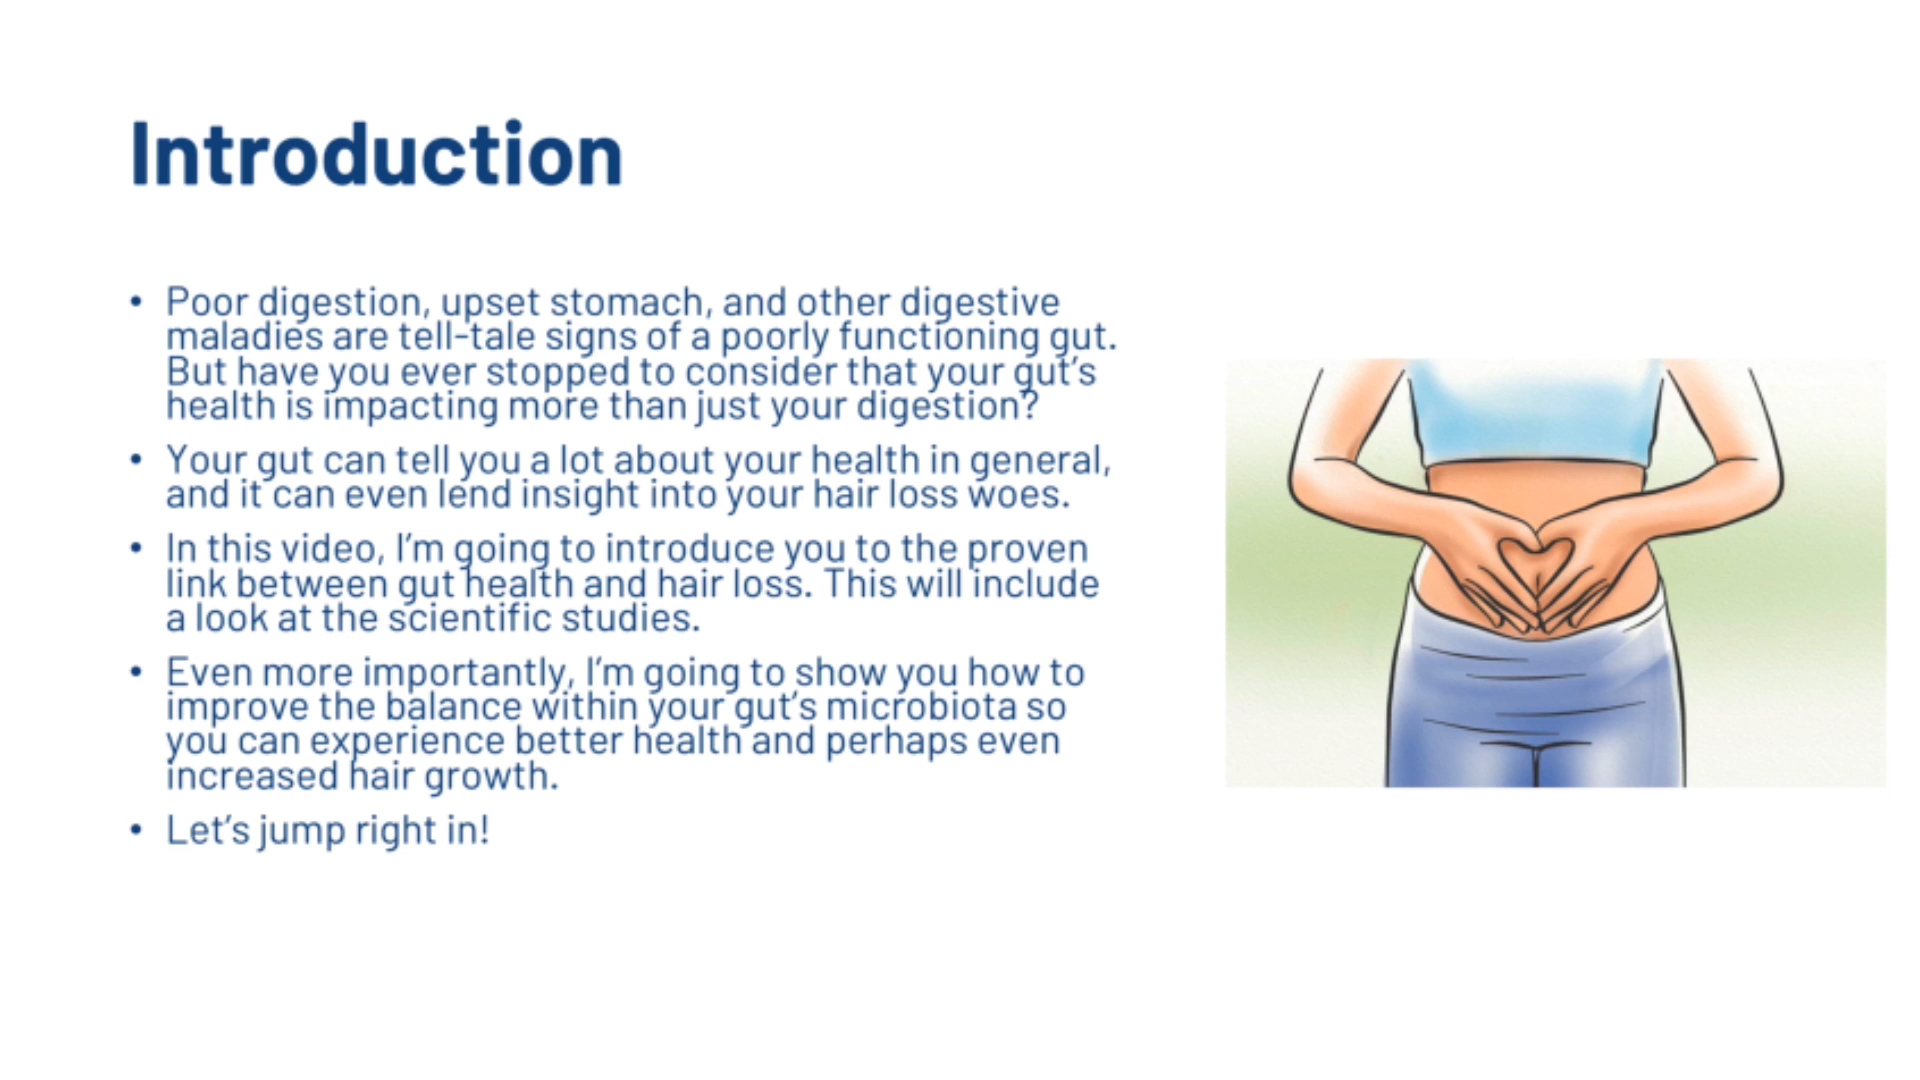 Introduction
• Poor digestion, upset stomach, and other digestive
maladies are tell-tale signs of a poorly functioning gut.
But have you ever stopped to consider that your gut's
health is impacting more than just your digestion?
• Your gut can tell you a lot about your health in general,
and it can even lend insight into your hair loss woes.
• In this video, I'm going to introduce you to the proven
link between gut health and hair loss. This will include
a look at the scientific studies.
• Even more importantly, I'm going to show you how to
improve the balance within your gut's microbiota so
you can experience better health and perhaps even
increased hair growth.
• Let's jump right in!